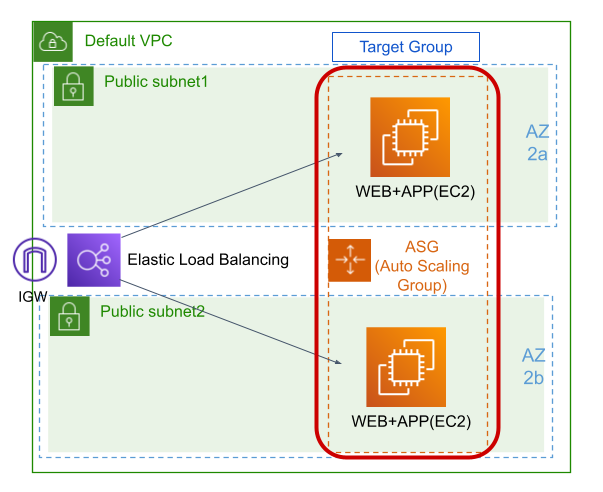 Default VPC
Target Group
Public subnet1
AZ
2a
WEB+APP(EC2)
Elastic Load Balancing
ASG
(Auto Scaling
Group)
IGW
Public subnet2
AZ
2b
WEB+APP(EC2)